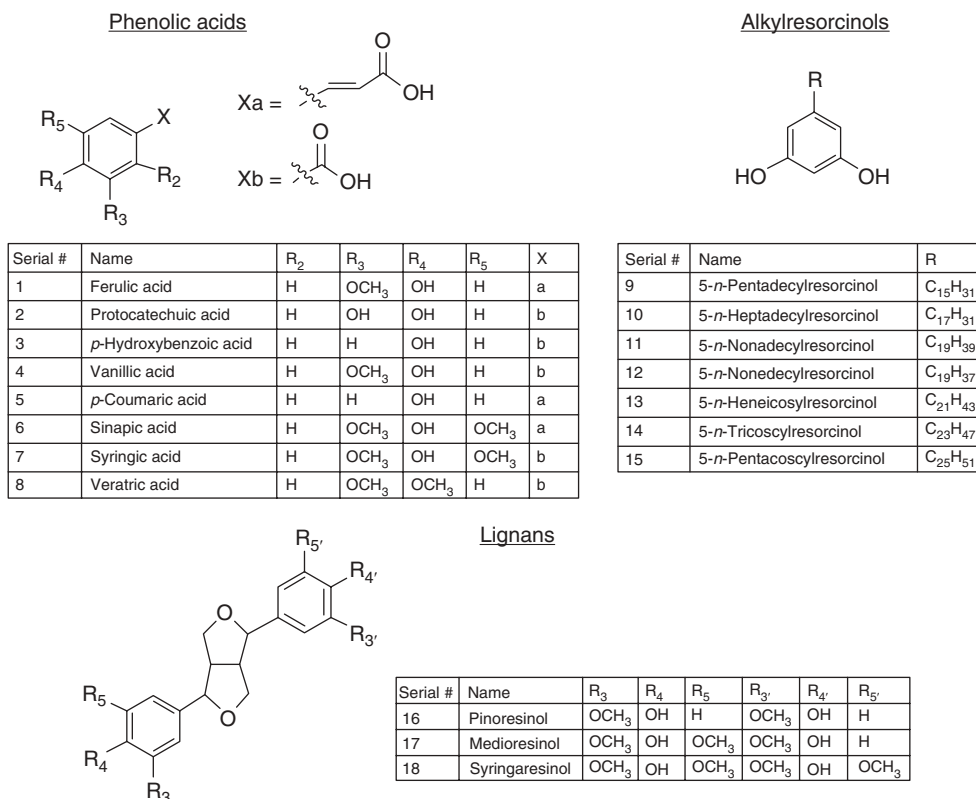 Phenolic acids
R₅
X
R₄
R₂
R₃
Xa =
O
OH
Xb =
O
OH
Serial # Name R₂ R₃ R₄ R₅ X
1 Ferulic acid H OCH₃ OH H a
2 Protocatechuic acid H OH OH H b
3 p-Hydroxybenzoic acid H H OH H b
4 Vanillic acid H OCH₃ OH H b
5 p-Coumaric acid H H OH H a
6 Sinapic acid H OCH₃ OH OCH₃ a
7 Syringic acid H OCH₃ OH OCH₃ b
8 Veratric acid H OCH₃ OCH₃ H b
Alkylresorcinols
R
HO
OH
Serial # Name R
9 5-n-Pentadecylresorcinol C₁₅H₃₁
10 5-n-Heptadecylresorcinol C₁₇H₃₁
11 5-n-Nonadecylresorcinol C₁₉H₃₉
12 5-n-Nonedecylresorcinol C₁₉H₃₇
13 5-n-Heneicosylresorcinol C₂₁H₄₃
14 5-n-Tricoscylresorcinol C₂₃H₄₇
15 5-n-Pentacoscylresorcinol C₂₅H₅₁
Lignans
R₅′
R₄′
R₃′
O
O
R₅
R₄
R₃
Serial # Name R₃ R₄ R₅ R₃′ R₄′ R₅′
16 Pinoresinol OCH₃ OH H OCH₃ OH H
17 Medioresinol OCH₃ OH OCH₃ OCH₃ OH H
18 Syringaresinol OCH₃ OH OCH₃ OCH₃ OH OCH₃